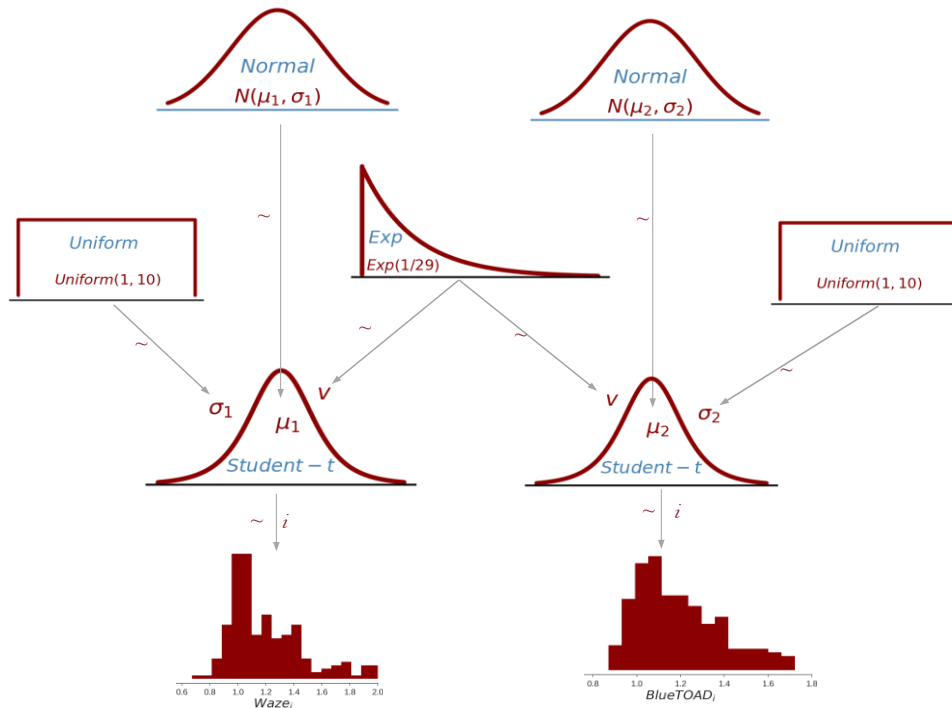 Normal
N(μ₁, σ₁)
Normal
N(μ₂, σ₂)
~
~
Exp
Exp(1/29)
Uniform
Uniform(1, 10)
Uniform
Uniform(1, 10)
~
~
~
~
σ₁
μ₁
ν
Student − t
ν
μ₂
σ₂
Student − t
~ i
~ i
0.6 0.8 1.0 1.2 1.4 1.6 1.8 2.0
Wazeᵢ
0.8 1.0 1.2 1.4 1.6 1.8
BlueTOADᵢ